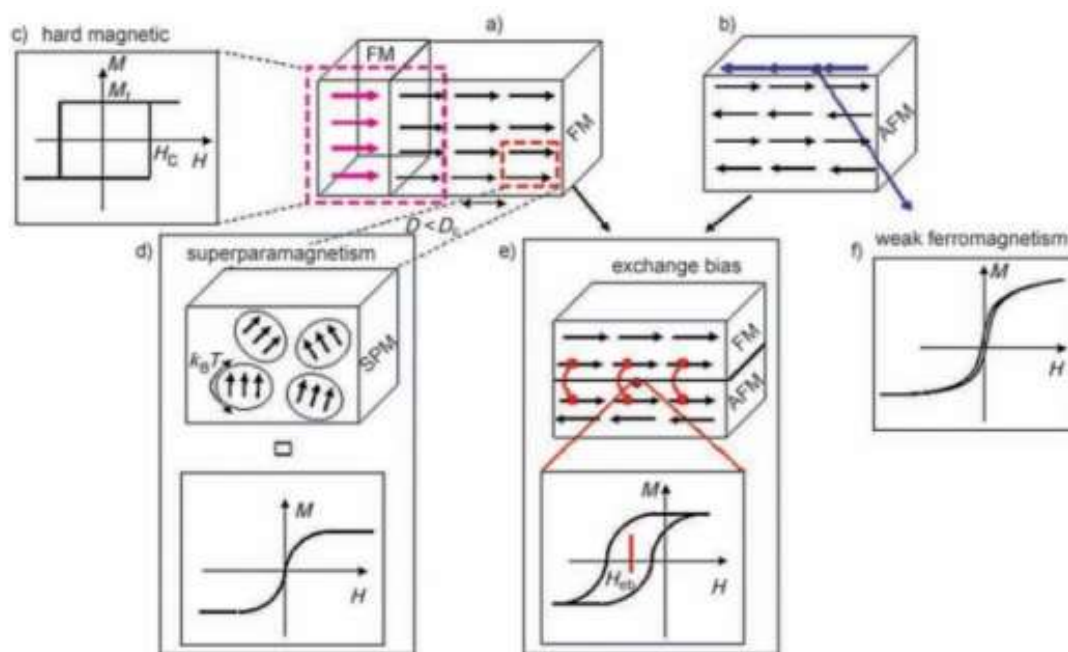 c) hard magnetic
M
Mr
HC
H
a)
FM
FM
D < Dc
b)
AFM
d)
superparamagnetism
kBT
SPM
M
H
e)
exchange bias
FM
AFM
M
Heb
H
weak ferromagnetism
f)
M
H